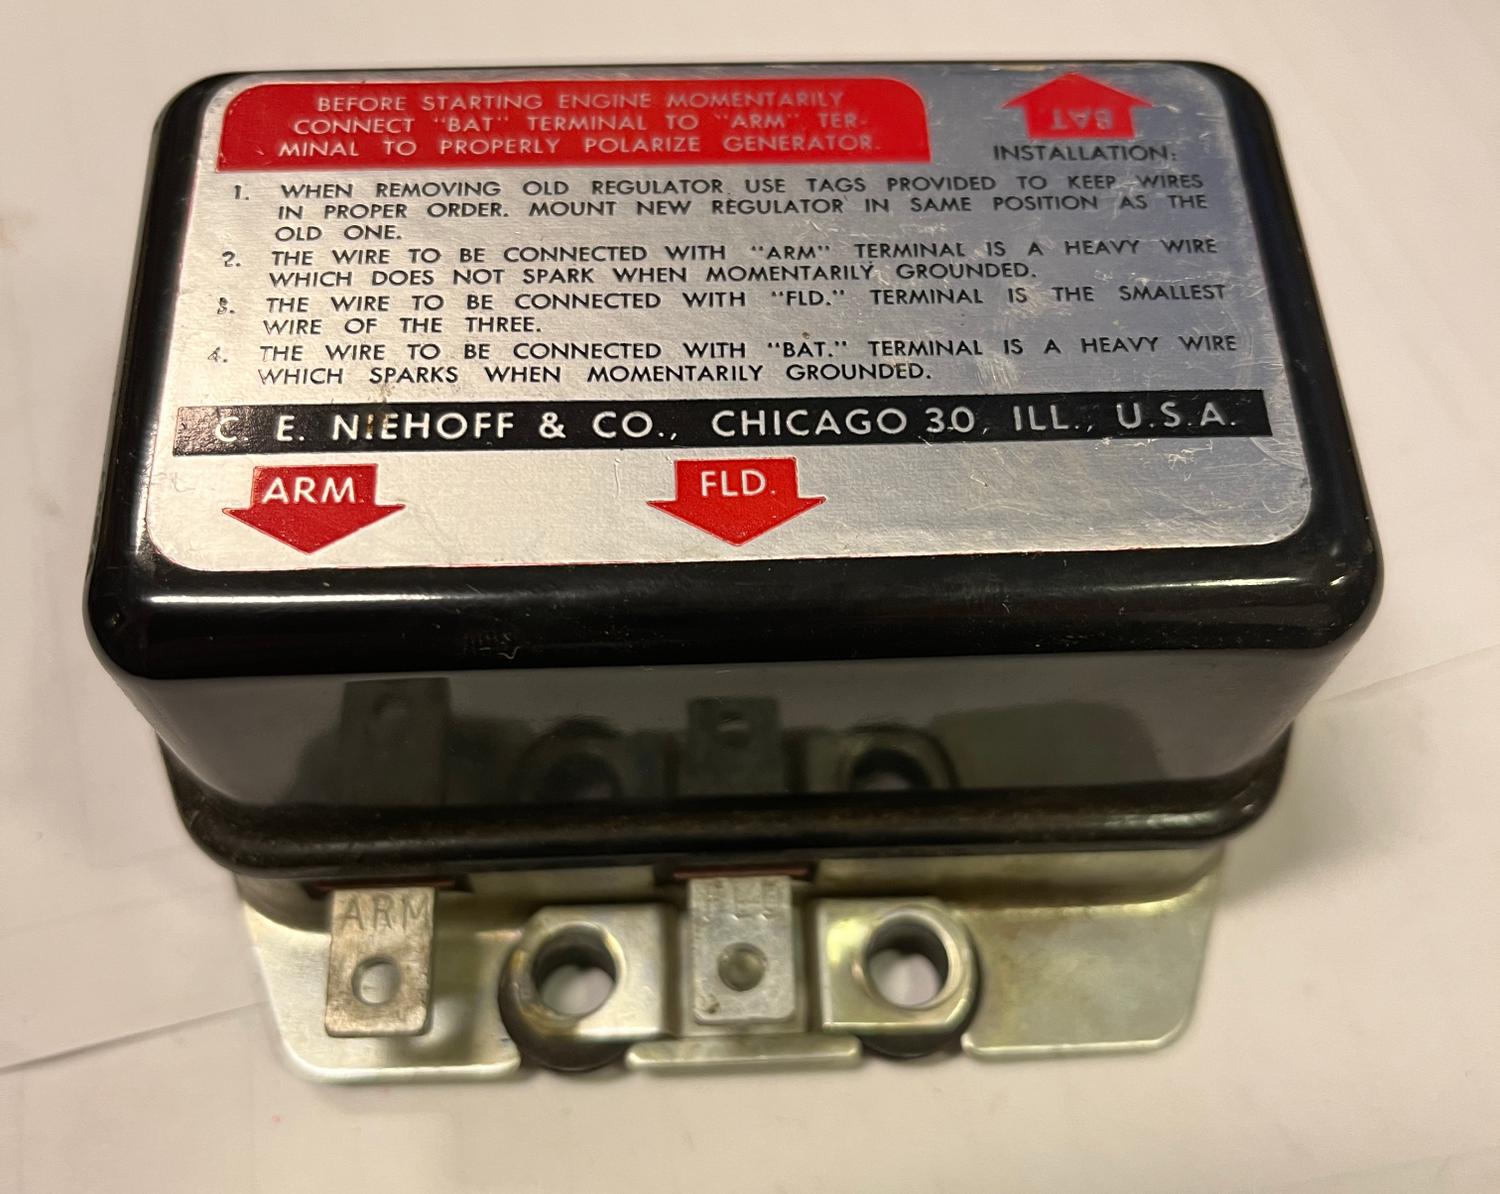 BEFORE STARTING ENGINE MOMENTARILY
CONNECT "BAT" TERMINAL TO "ARM" TER-
MINAL TO PROPERLY POLARIZE GENERATOR.
BAT.
INSTALLATION:
1. WHEN REMOVING OLD REGULATOR USE TAGS PROVIDED TO KEEP WIRES
IN PROPER ORDER. MOUNT NEW REGULATOR IN SAME POSITION AS THE
OLD ONE.
2. THE WIRE TO BE CONNECTED WITH "ARM" TERMINAL IS A HEAVY WIRE
WHICH DOES NOT SPARK WHEN MOMENTARILY GROUNDED.
3. THE WIRE TO BE CONNECTED WITH "FLD." TERMINAL IS THE SMALLEST
WIRE OF THE THREE.
4. THE WIRE TO BE CONNECTED WITH "BAT." TERMINAL IS A HEAVY WIRE
WHICH SPARKS WHEN MOMENTARILY GROUNDED.
C. E. NIEHOFF & CO., CHICAGO 30, ILL., U.S.A.
ARM. FLD.
ARM FLD